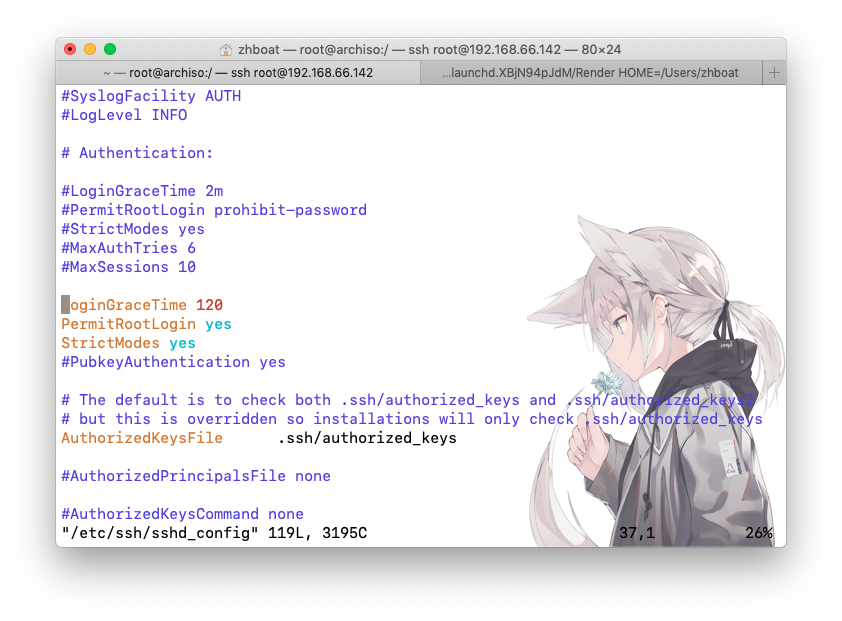 zhboat — root@archiso:/ — ssh root@192.168.66.142 — 80×24
~ — root@archiso:/ — ssh root@192.168.66.142
...launchd.XBjN94pJdM/Render HOME=/Users/zhboat
#SyslogFacility AUTH
#LogLevel INFO
# Authentication:
#LoginGraceTime 2m
#PermitRootLogin prohibit-password
#StrictModes yes
#MaxAuthTries 6
#MaxSessions 10
LoginGraceTime 120
PermitRootLogin yes
StrictModes yes
#PubkeyAuthentication yes
# The default is to check both .ssh/authorized_keys and .ssh/authorized_keys2
# but this is overridden so installations will only check .ssh/authorized_keys
AuthorizedKeysFile .ssh/authorized_keys
#AuthorizedPrincipalsFile none
#AuthorizedKeysCommand none
"/etc/ssh/sshd_config" 119L, 3195C 37,1 26%